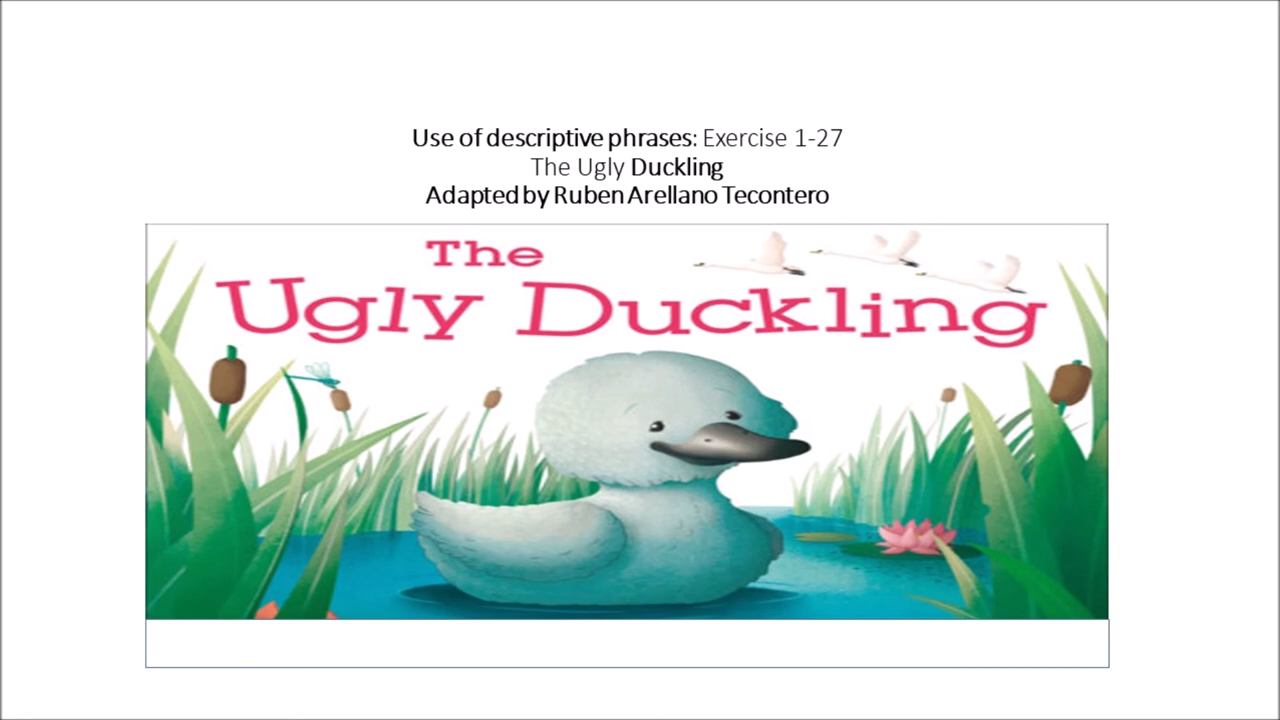 Use of descriptive phrases: Exercise 1-27
The Ugly Duckling
Adapted by Ruben Arellano Tecontero
The
Ugly Duckling